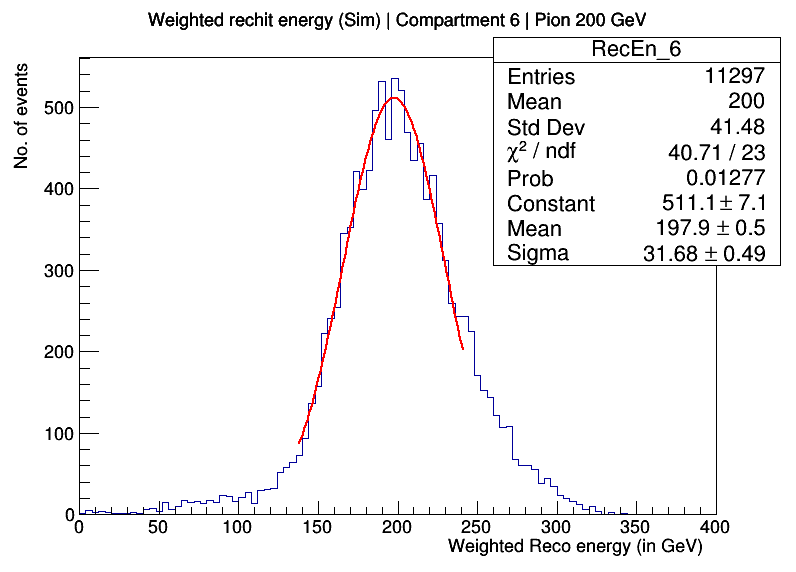 Weighted rechit energy (Sim) | Compartment 6 | Pion 200 GeV
RecEn_6
Entries 11297
Mean 200
Std Dev 41.48
χ² / ndf 40.71 / 23
Prob 0.01277
Constant 511.1 ± 7.1
Mean 197.9 ± 0.5
Sigma 31.68 ± 0.49
No. of events
500
400
300
200
100
0
0 50 100 150 200 250 300 350 400
Weighted Reco energy (in GeV)